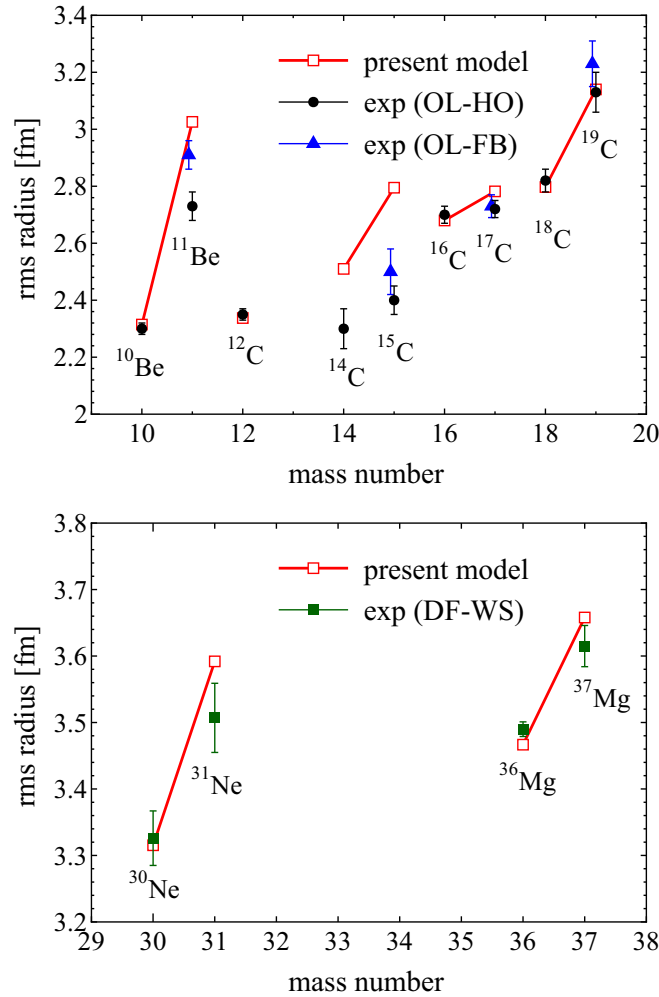 3.4
3.2
3
2.8
2.6
2.4
2.2
2
rms radius [fm]
present model
exp (OL-HO)
exp (OL-FB)
¹⁰Be
¹¹Be
¹²C
¹⁴C
¹⁵C
¹⁶C
¹⁷C
¹⁸C
¹⁹C
10 12 14 16 18 20
mass number
3.8
3.7
3.6
3.5
3.4
3.3
3.2
rms radius [fm]
present model
exp (DF-WS)
³⁰Ne
³¹Ne
³⁶Mg
³⁷Mg
29 30 31 32 33 34 35 36 37 38
mass number